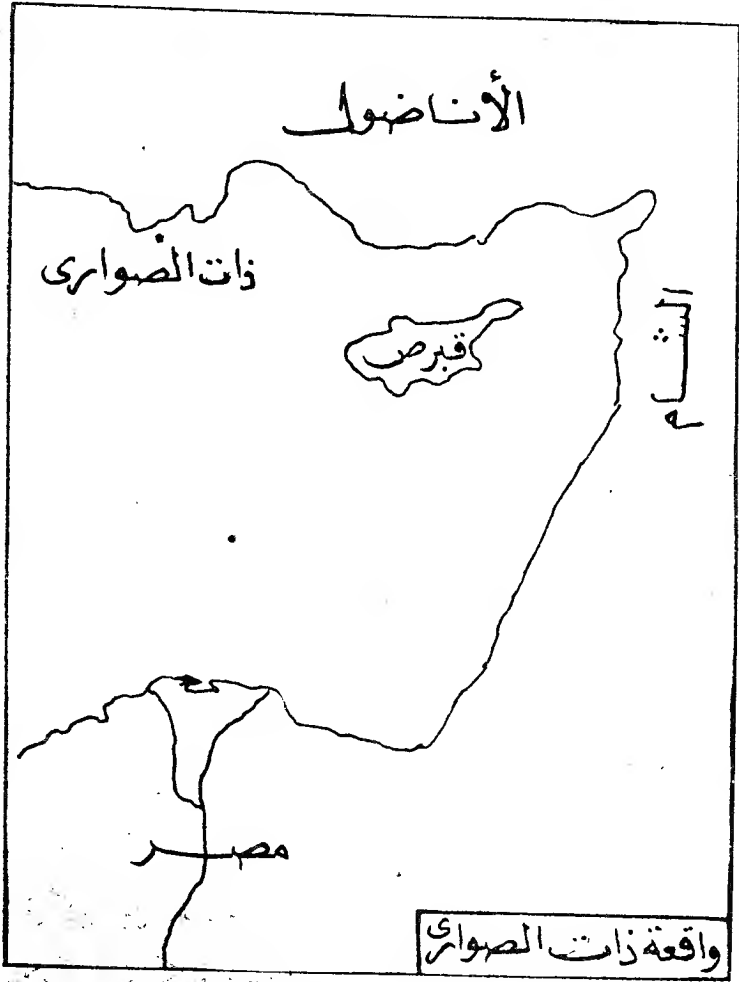 الأناضول
ذات الصوارى
قبرص
الشام
مصر
واقعة ذات الصوارى